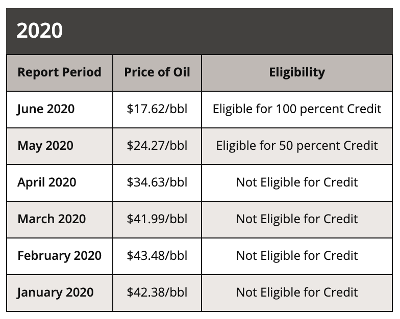 2020
Report Period Price of Oil Eligibility
June 2020 $17.62/bbl Eligible for 100 percent Credit
May 2020 $24.27/bbl Eligible for 50 percent Credit
April 2020 $34.63/bbl Not Eligible for Credit
March 2020 $41.99/bbl Not Eligible for Credit
February 2020 $43.48/bbl Not Eligible for Credit
January 2020 $42.38/bbl Not Eligible for Credit